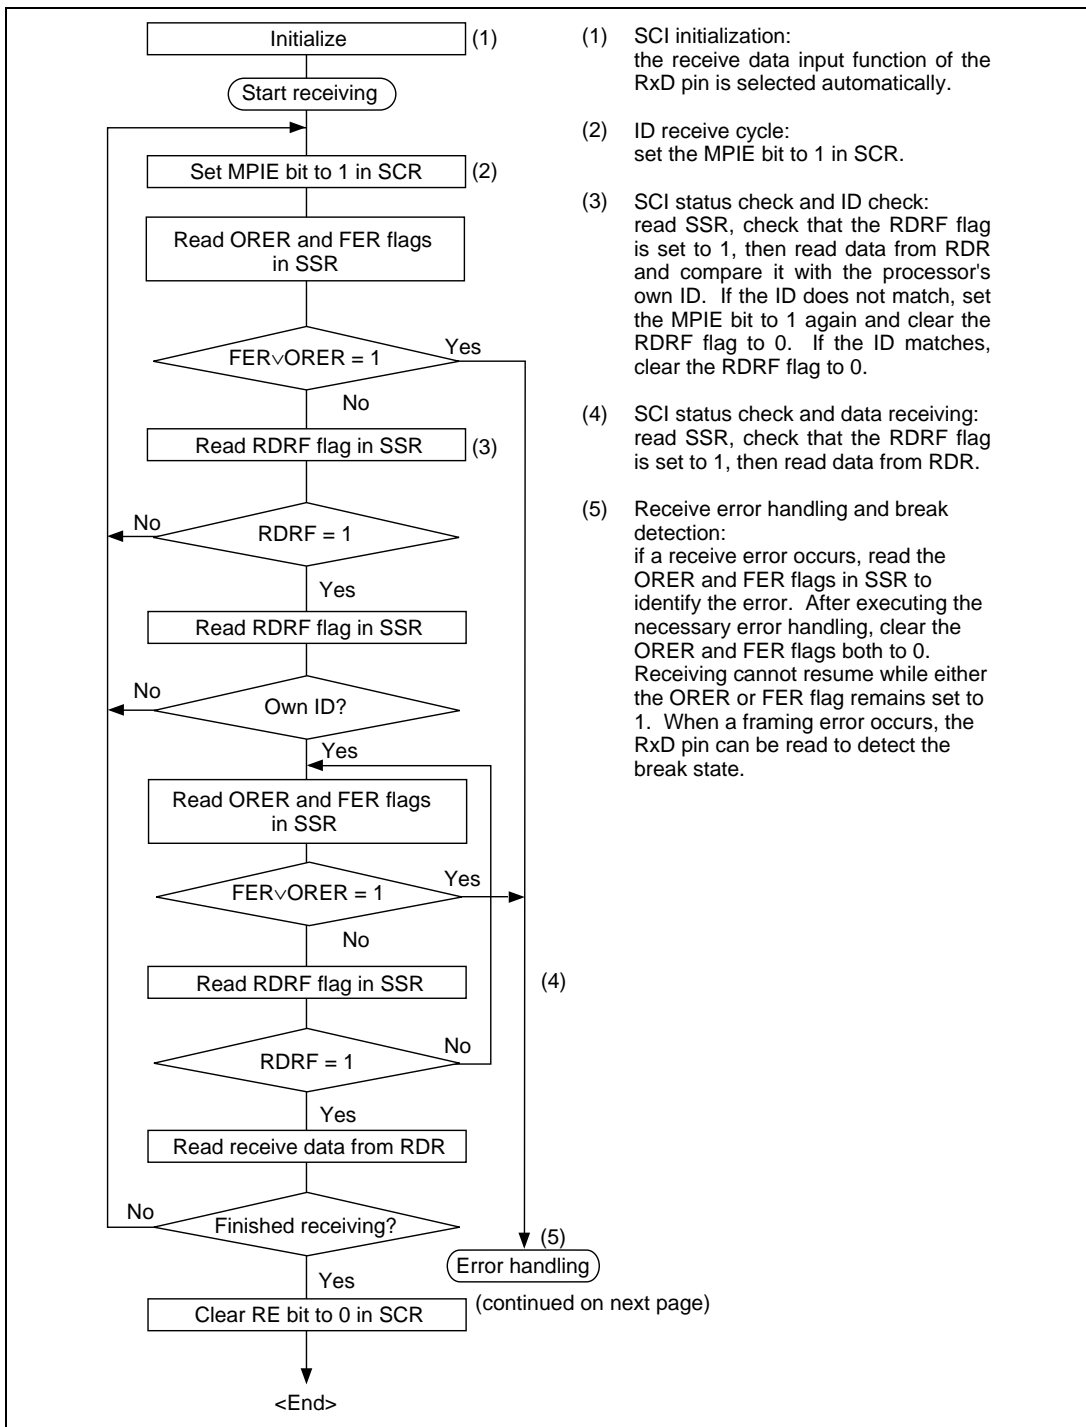 Initialize
(1)
Start receiving
Set MPIE bit to 1 in SCR
(2)
Read ORER and FER flags
in SSR
FER∨ORER = 1
Yes
No
Read RDRF flag in SSR
(3)
No
RDRF = 1
Yes
Read RDRF flag in SSR
No
Own ID?
Yes
Read ORER and FER flags
in SSR
FER∨ORER = 1
Yes
No
Read RDRF flag in SSR
(4)
RDRF = 1
No
Yes
Read receive data from RDR
No
Finished receiving?
Yes
(5)
Error handling
(continued on next page)
Clear RE bit to 0 in SCR
<End>
(1) SCI initialization:
the receive data input function of the
RxD pin is selected automatically.
(2) ID receive cycle:
set the MPIE bit to 1 in SCR.
(3) SCI status check and ID check:
read SSR, check that the RDRF flag
is set to 1, then read data from RDR
and compare it with the processor's
own ID. If the ID does not match, set
the MPIE bit to 1 again and clear the
RDRF flag to 0. If the ID matches,
clear the RDRF flag to 0.
(4) SCI status check and data receiving:
read SSR, check that the RDRF flag
is set to 1, then read data from RDR.
(5) Receive error handling and break
detection:
if a receive error occurs, read the
ORER and FER flags in SSR to
identify the error. After executing the
necessary error handling, clear the
ORER and FER flags both to 0.
Receiving cannot resume while either
the ORER or FER flag remains set to
1. When a framing error occurs, the
RxD pin can be read to detect the
break state.